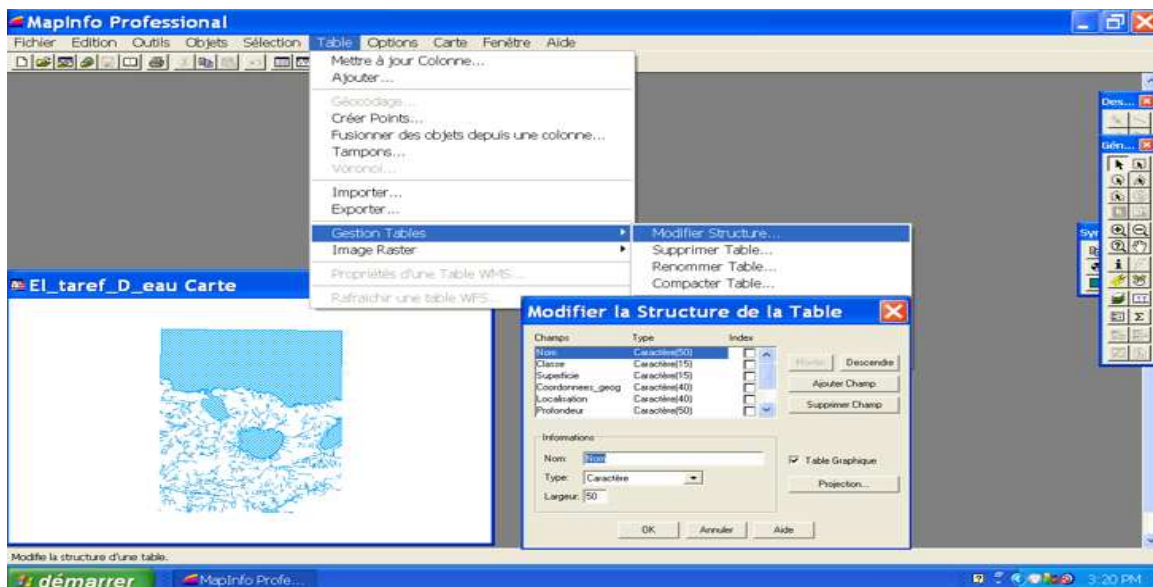 MapInfo Professional
Fichier Edition Outils Objets Sélection Table Options Carte Fenêtre Aide
Mettre à jour Colonne...
Ajouter...
Géocodage...
Créer Points...
Fusionner des objets depuis une colonne...
Tampons...
Voronoi...
Importer...
Exporter...
Gestion Tables
Image Raster
Propriétés d'une Table WMS...
Rafraichir une table WFS...
Modifier Structure...
Supprimer Table...
Renommer Table...
Compacter Table...
Des...
Gén...
Syr
El_taref_D_eau Carte
Modifier la Structure de la Table
Champs Type Index
Nom Caractère(50)
Classe Caractère(15)
Superficie Caractère(15)
Coordonnees_geog Caractère(40)
Localisation Caractère(40)
Profondeur Caractère(50)
Monter Descendre
Ajouter Champ
Supprimer Champ
Informations
Nom: Nom
Type: Caractère
Largeur: 50
Table Graphique
Projection...
OK Annuler Aide
Modifie la structure d'une table.
démarrer MapInfo Profe... 3:20 PM